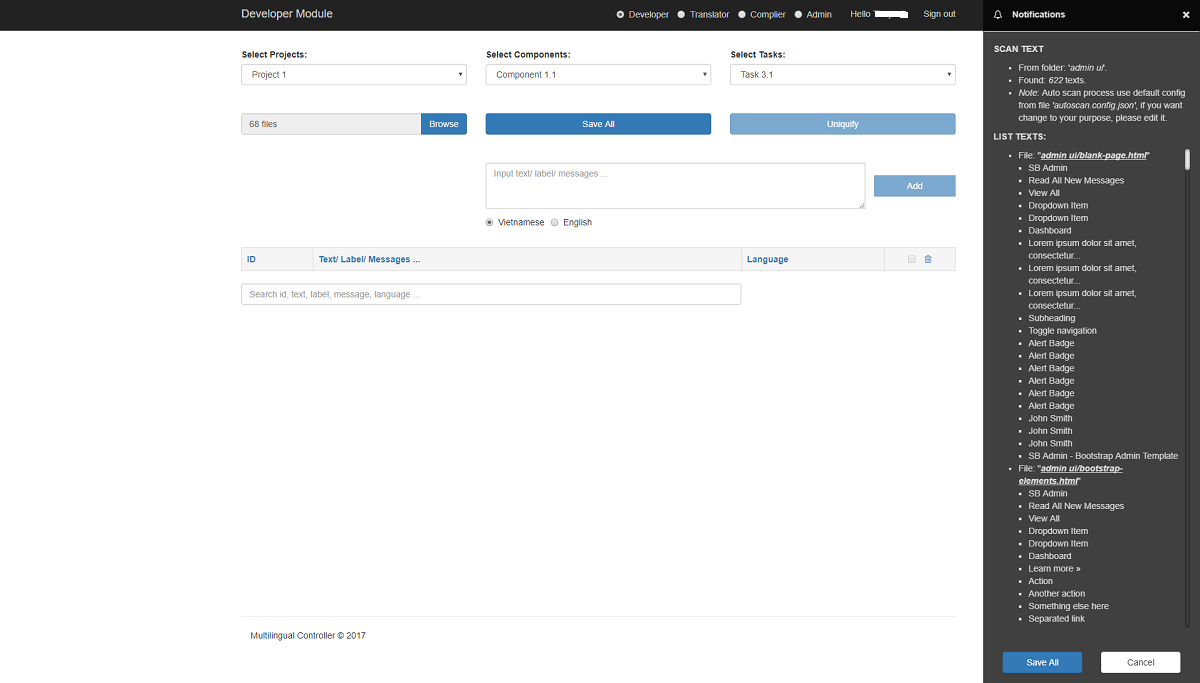 Developer Module
Developer Translator Complier Admin Hello Sign out
Select Projects: Select Components: Select Tasks:
Project 1 Component 1.1 Task 3.1
68 files Browse Save All Uniquify
Input text/ label/ messages ...
Add
Vietnamese English
ID Text/ Label/ Messages ... Language
Search id, text, label, message, language ...
Multilingual Controller © 2017
Notifications
SCAN TEXT
From folder: 'admin ui'.
Found: 622 texts.
Note: Auto scan process use default config
from file 'autoscan.config.json', if you want
change to your purpose, please edit it.
LIST TEXTS:
File: "admin ui/blank-page.html"
SB Admin
Read All New Messages
View All
Dropdown Item
Dropdown Item
Dashboard
Lorem ipsum dolor sit amet,
consectetur...
Lorem ipsum dolor sit amet,
consectetur...
Lorem ipsum dolor sit amet,
consectetur...
Subheading
Toggle navigation
Alert Badge
Alert Badge
Alert Badge
Alert Badge
Alert Badge
Alert Badge
John Smith
John Smith
John Smith
SB Admin - Bootstrap Admin Template
File: "admin ui/bootstrap-
elements.html"
SB Admin
Read All New Messages
View All
Dropdown Item
Dropdown Item
Dashboard
Learn more »
Action
Another action
Something else here
Separated link
Save All Cancel